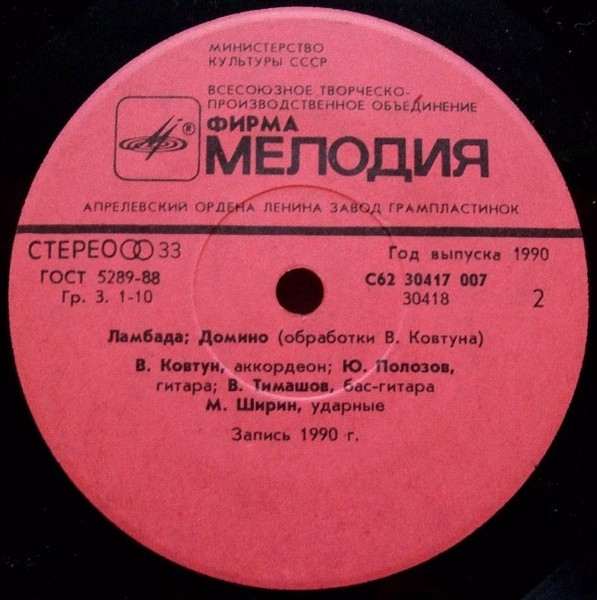 МИНИСТЕРСТВО
КУЛЬТУРЫ СССР
ВСЕСОЮЗНОЕ ТВОРЧЕСКО-
ПРОИЗВОДСТВЕННОЕ ОБЪЕДИНЕНИЕ
®
ФИРМА
МЕЛОДИЯ
АПРЕЛЕВСКИЙ ОРДЕНА ЛЕНИНА ЗАВОД ГРАМПЛАСТИНОК
СТЕРЕО 33
Год выпуска 1990
ГОСТ 5289-88
С62 30417 007
Гр. 3. 1-10
30418
2
Ламбада; Домино (обработки В. Ковтуна)
В. Ковтун, аккордеон; Ю. Полозов,
гитара; В. Тимашов, бас-гитара
М. Ширин, ударные
Запись 1990 г.